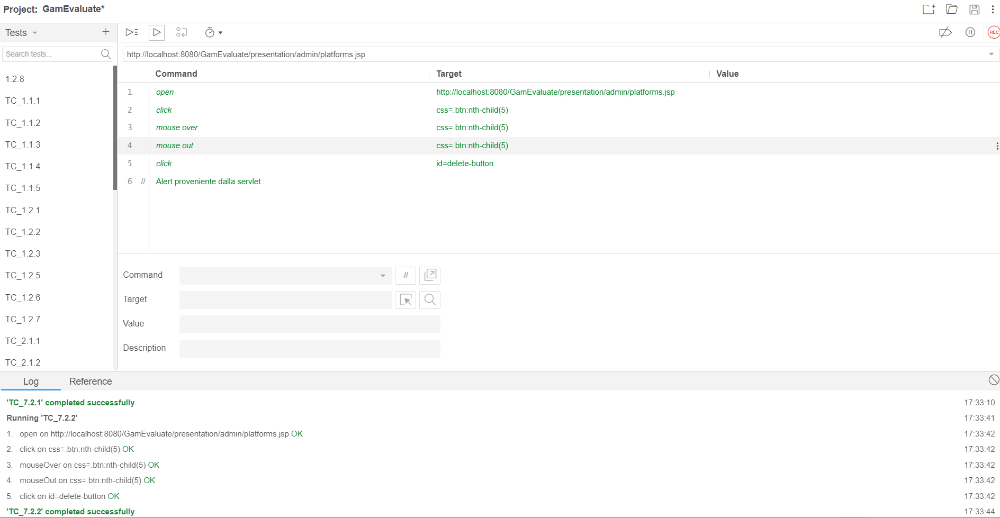 Project: GamEvaluate*
Tests
Search tests...
1.2.8
TC_1.1.1
TC_1.1.2
TC_1.1.3
TC_1.1.4
TC_1.1.5
TC_1.2.1
TC_1.2.2
TC_1.2.3
TC_1.2.5
TC_1.2.6
TC_1.2.7
TC_2.1.1
TC_2.1.2
REC
http://localhost:8080/GamEvaluate/presentation/admin/platforms.jsp
Command Target Value
1 open http://localhost:8080/GamEvaluate/presentation/admin/platforms.jsp
2 click css=.btn:nth-child(5)
3 mouse over css=.btn:nth-child(5)
4 mouse out css=.btn:nth-child(5)
5 click id=delete-button
6 // Alert proveniente dalla servlet
Command //
Target
Value
Description
Log Reference
'TC_7.2.1' completed successfully 17:33:10
Running 'TC_7.2.2' 17:33:41
1. open on http://localhost:8080/GamEvaluate/presentation/admin/platforms.jsp OK 17:33:42
2. click on css=.btn:nth-child(5) OK 17:33:42
3. mouseOver on css=.btn:nth-child(5) OK 17:33:42
4. mouseOut on css=.btn:nth-child(5) OK 17:33:42
5. click on id=delete-button OK 17:33:42
'TC_7.2.2' completed successfully 17:33:44